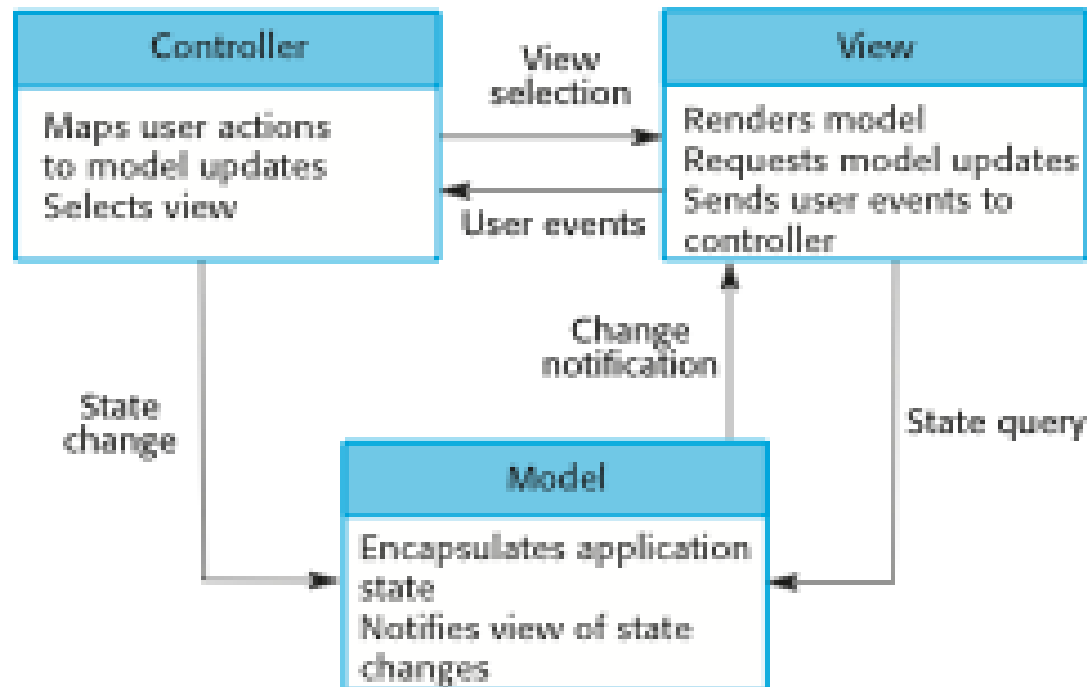 Controller
Maps user actions
to model updates
Selects view
View
selection
User events
View
Renders model
Requests model updates
Sends user events to
controller
State
change
Change
notification
State query
Model
Encapsulates application
state
Notifies view of state
changes